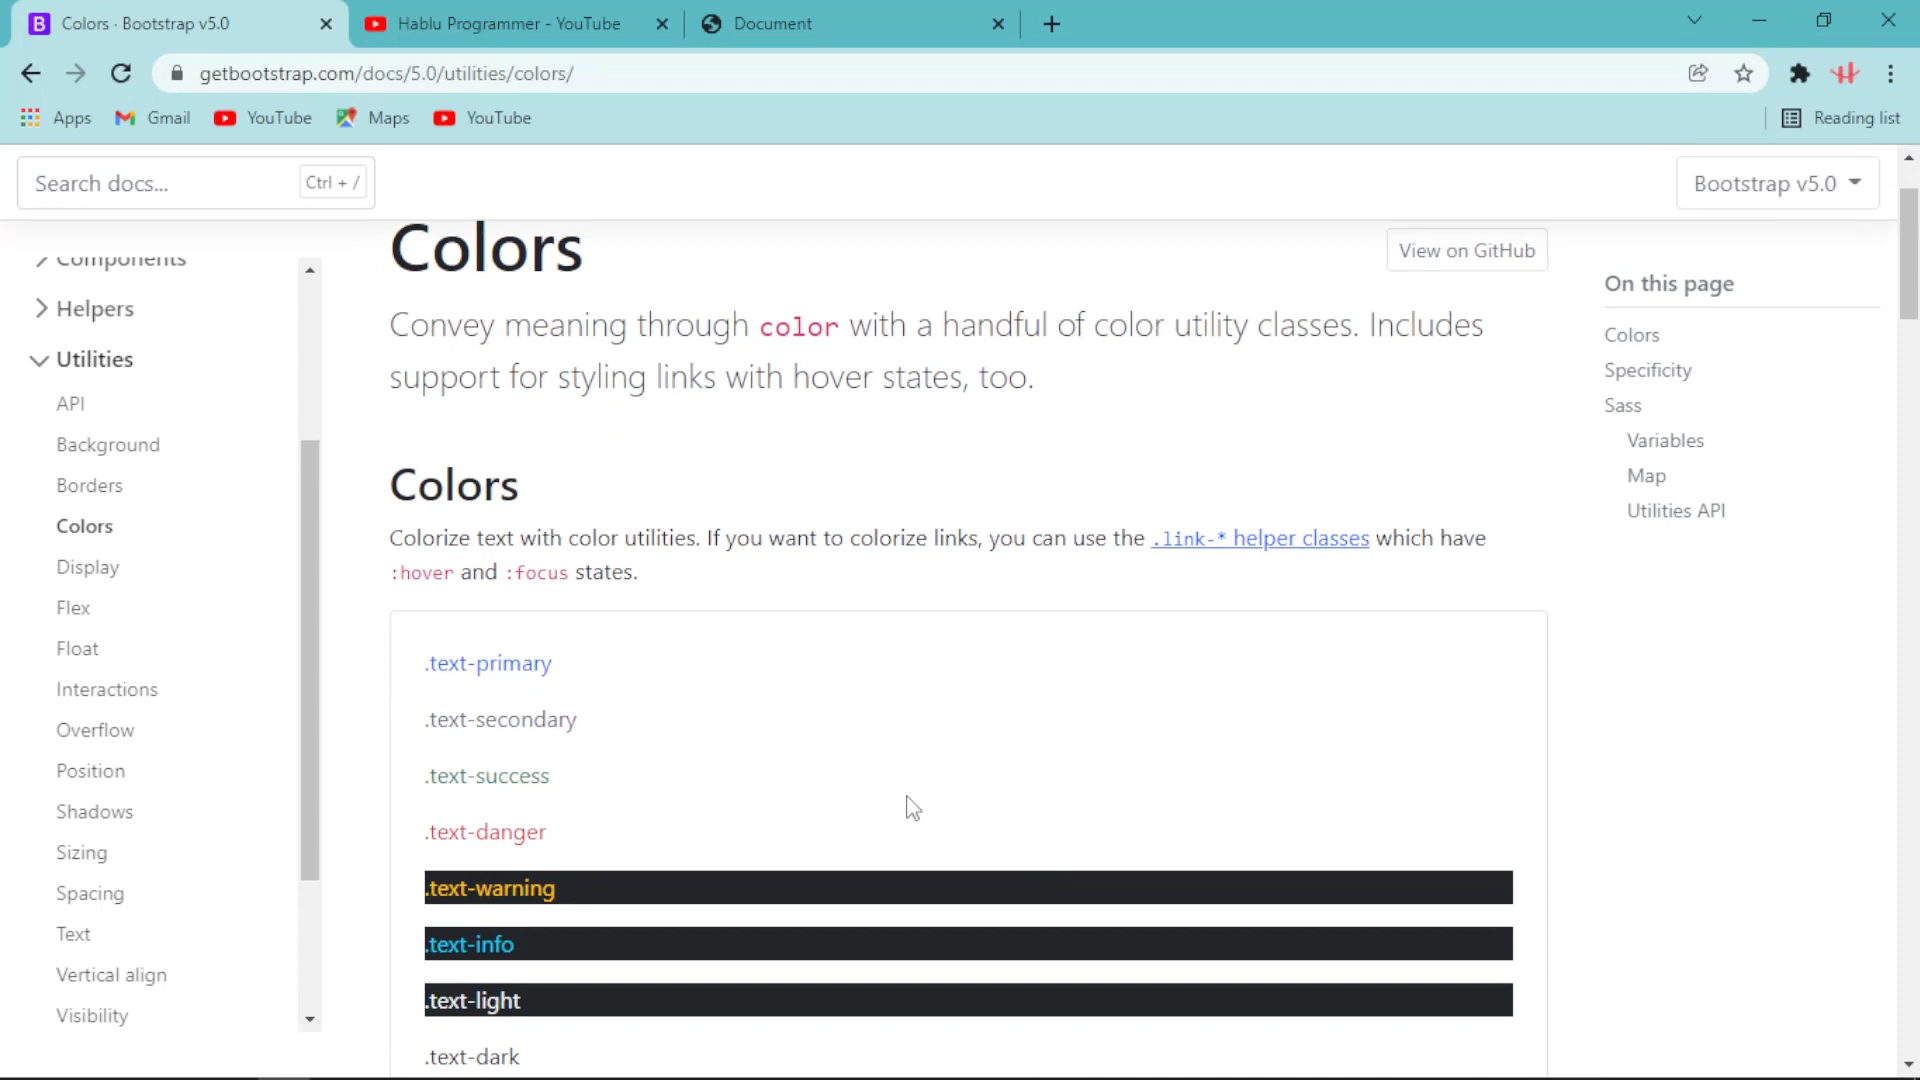 Colors · Bootstrap v5.0
Hablu Programmer - YouTube
Document
getbootstrap.com/docs/5.0/utilities/colors/
Apps
Gmail
YouTube
Maps
YouTube
Reading list
Search docs...
Ctrl + /
Bootstrap v5.0
Components
Helpers
Utilities
API
Background
Borders
Colors
Display
Flex
Float
Interactions
Overflow
Position
Shadows
Sizing
Spacing
Text
Vertical align
Visibility
Colors
View on GitHub
Convey meaning through color with a handful of color utility classes. Includes
support for styling links with hover states, too.
Colors
Colorize text with color utilities. If you want to colorize links, you can use the .link-* helper classes which have
:hover and :focus states.
.text-primary
.text-secondary
.text-success
.text-danger
.text-warning
.text-info
.text-light
.text-dark
On this page
Colors
Specificity
Sass
Variables
Map
Utilities API